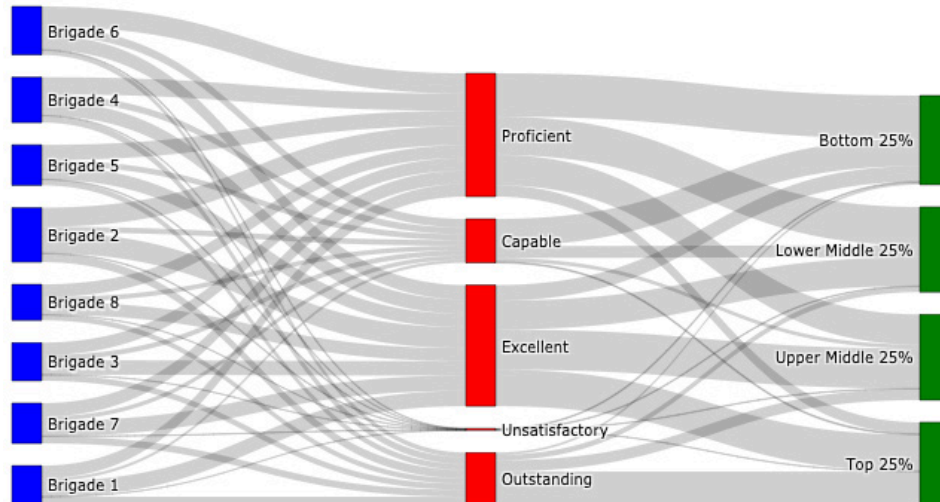 Brigade 6
Brigade 4
Brigade 5
Brigade 2
Brigade 8
Brigade 3
Brigade 7
Brigade 1
Proficient
Capable
Excellent
Unsatisfactory
Outstanding
Bottom 25%
Lower Middle 25%
Upper Middle 25%
Top 25%